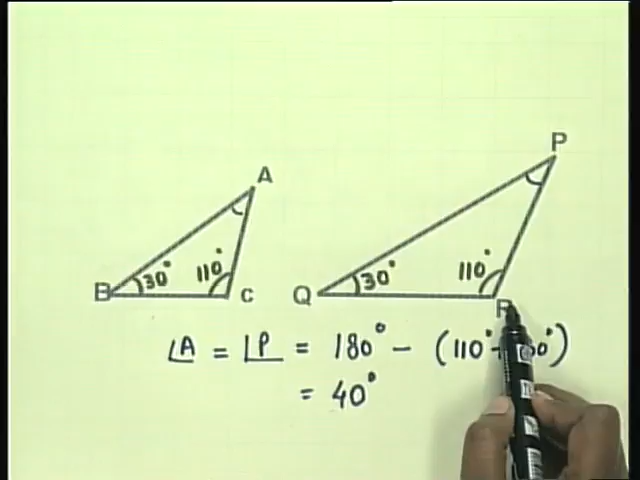 A
P
B 30° 110° C
Q 30° 110° R
∠A = ∠P = 180° - (110°+ 30°)
= 40°